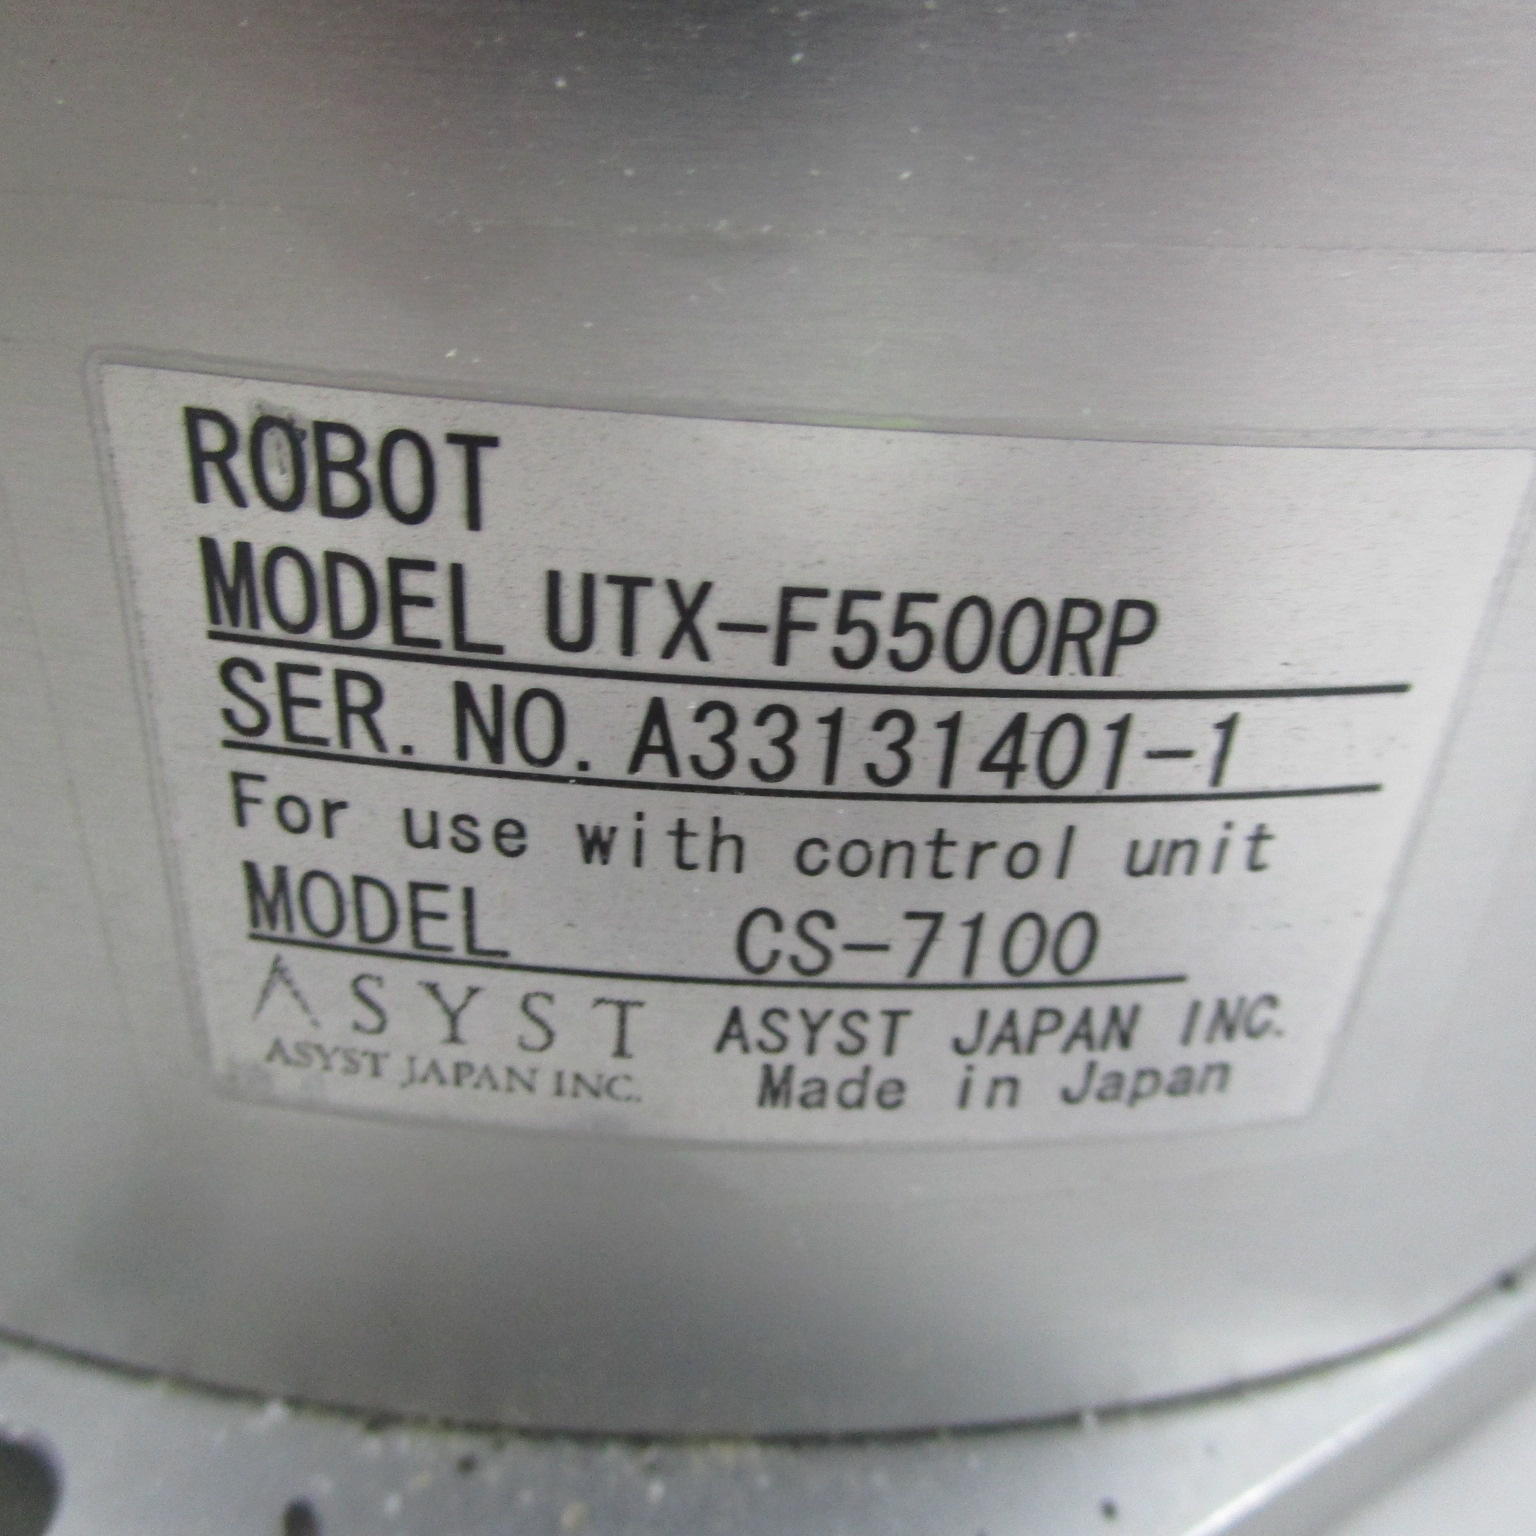 ROBOT
MODEL UTX-F5500RP
SER. NO. A33131401-1
For use with control unit
MODEL CS-7100
ASYST ASYST JAPAN INC.
ASYST JAPAN INC. Made in Japan